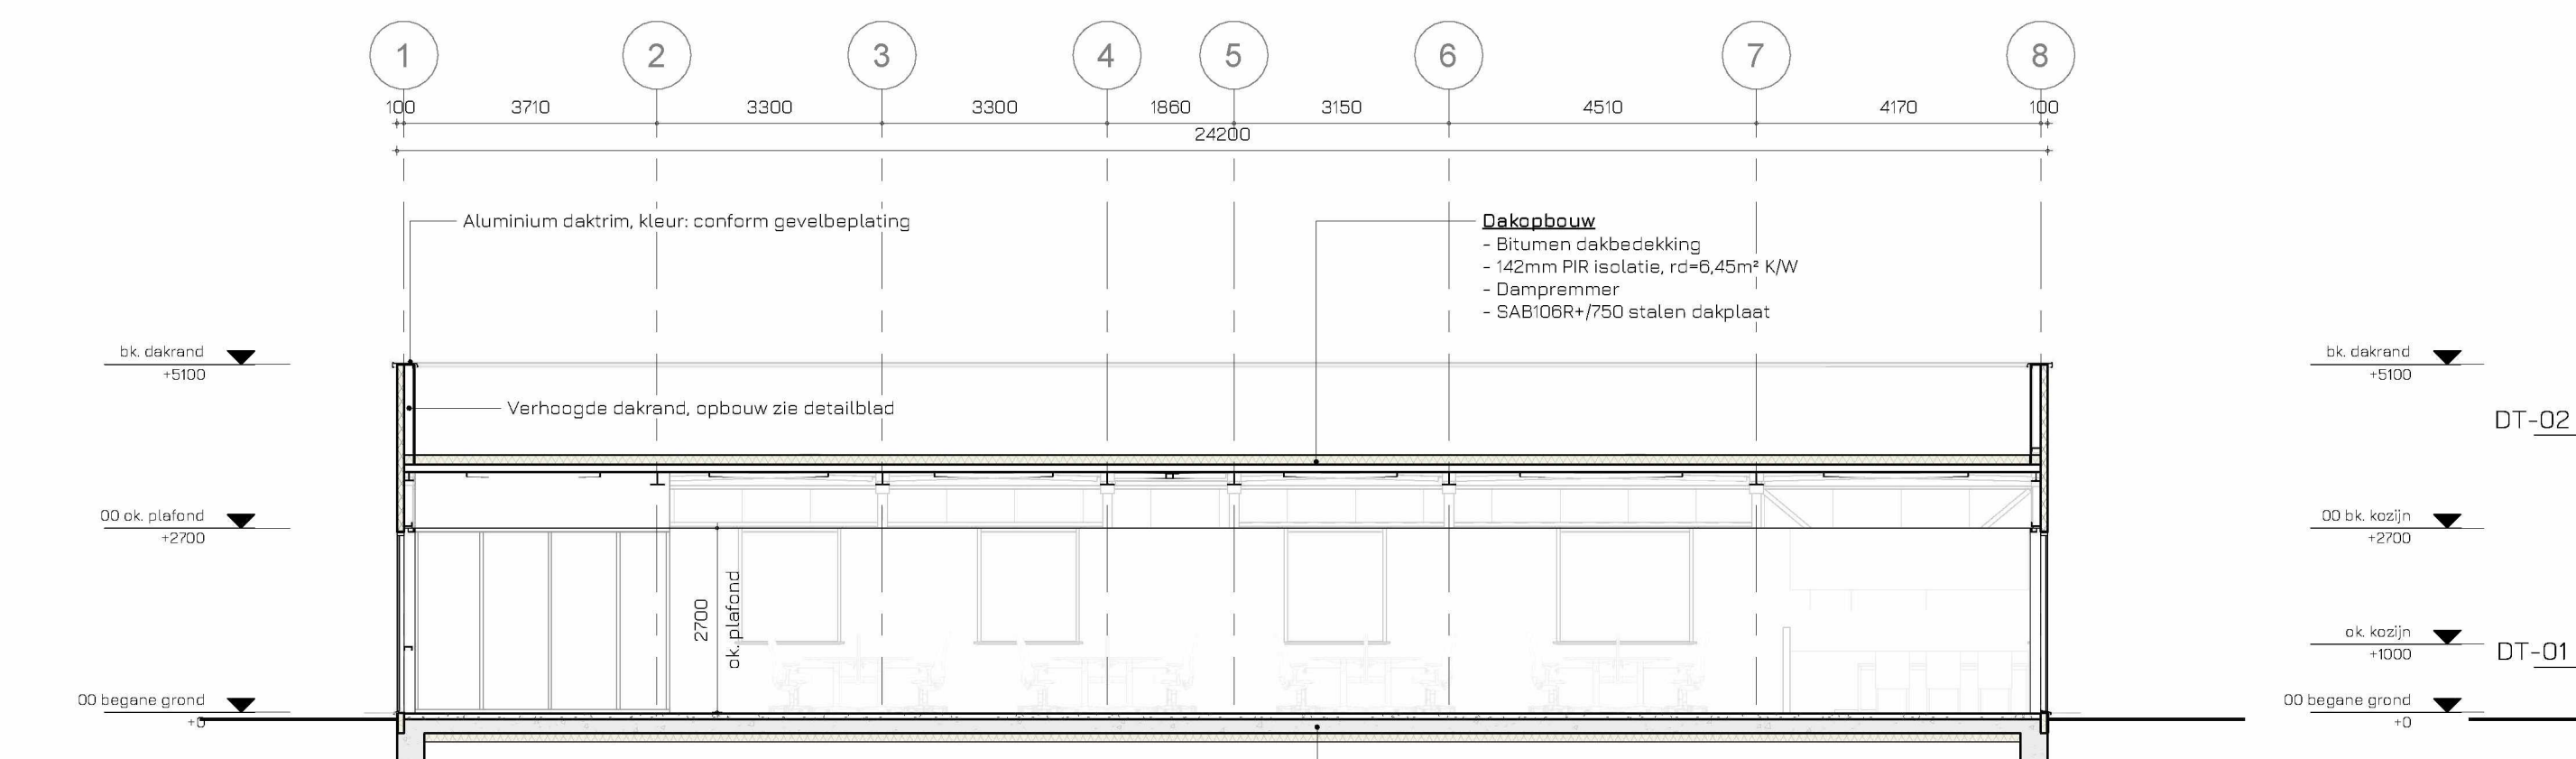 1 2 3 4 5 6 7 8
100 3710 3300 3300 1860 3150 4510 4170 100
24200
Aluminium daktrim, kleur: conform gevelbeplating
Dakopbouw
- Bitumen dakbedekking
- 142mm PIR isolatie, rd=6,45m² K/W
- Dampremmer
- SAB106R+/750 stalen dakplaat
bk. dakrand
+5100
Verhoogde dakrand, opbouw zie detailblad
bk. dakrand
+5100
DT-02
00 ok. plafond
+2700
00 bk. kozijn
+2700
2700
ok. plafond
ok. kozijn
+1000
DT-01
00 begane grond
+0
00 begane grond
+0